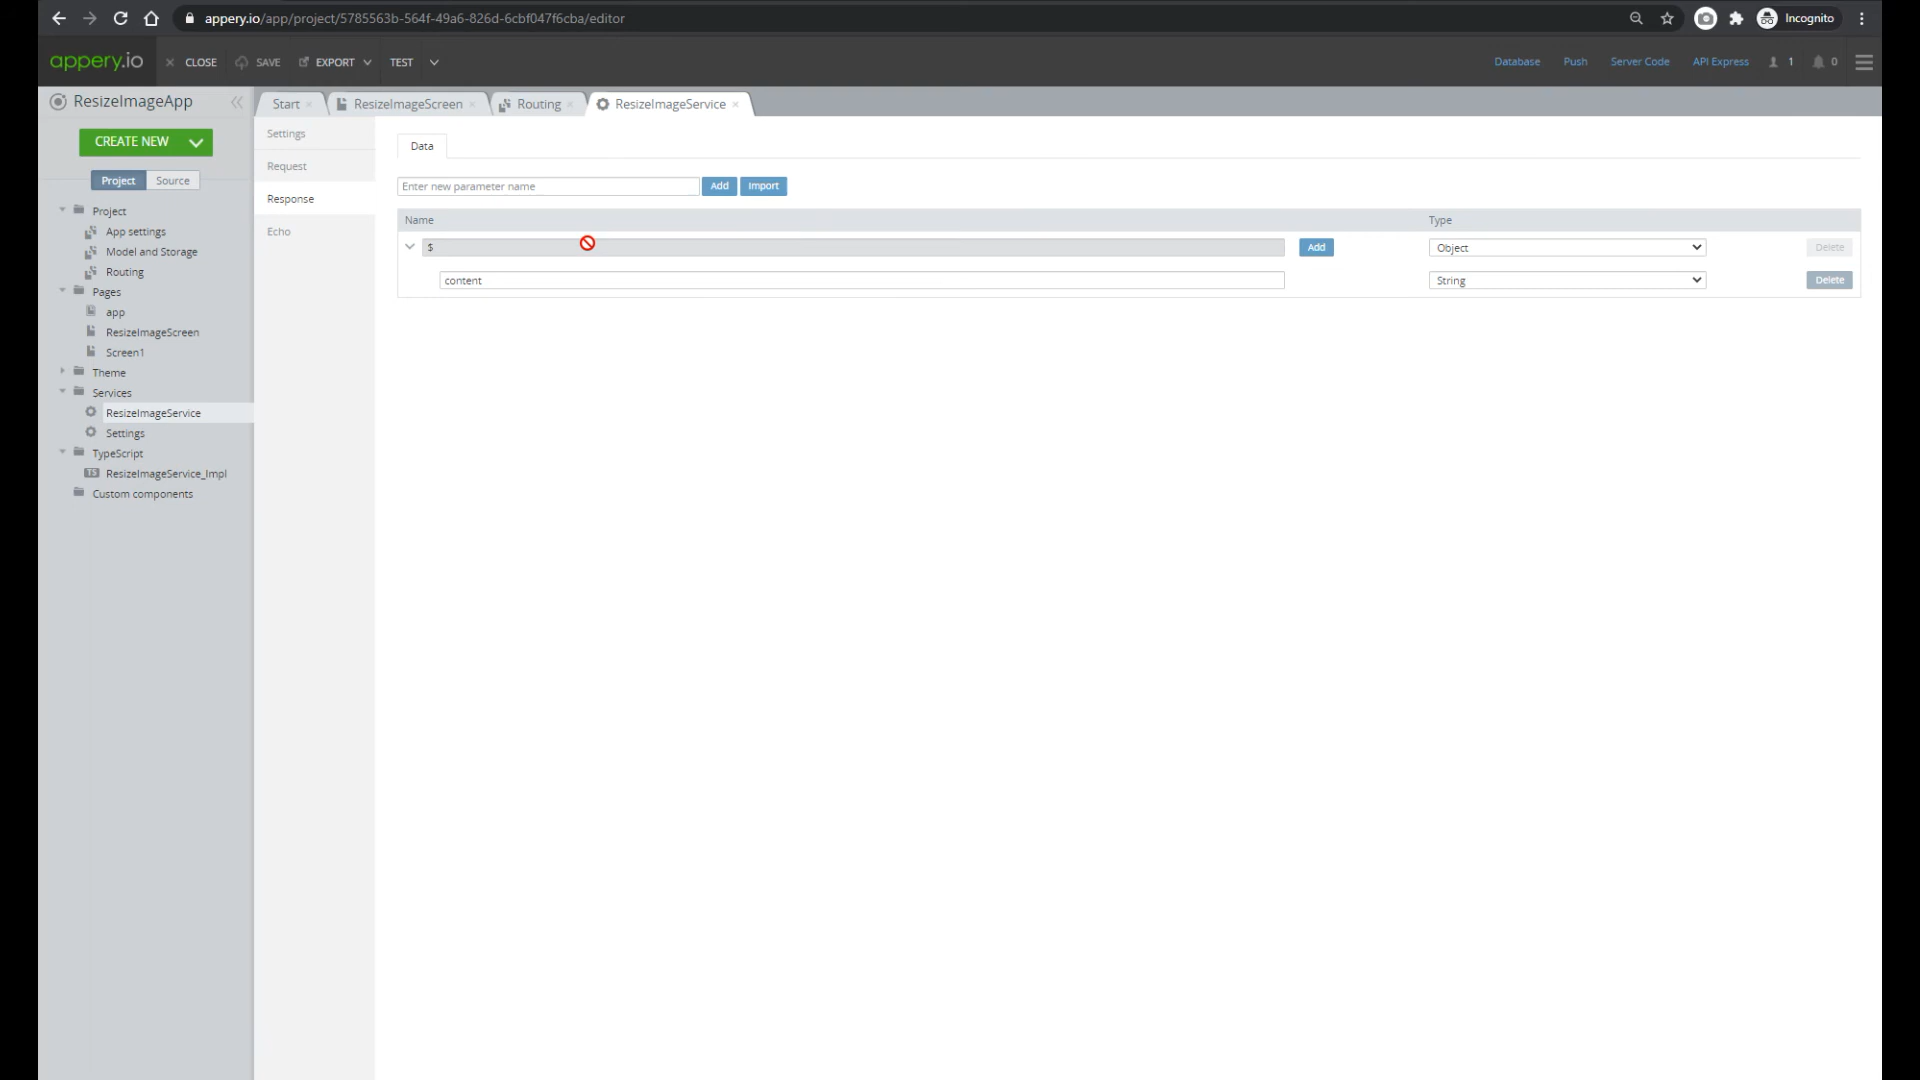 appery.io/app/project/5785563b-564f-49a6-826d-6cbf047f6cba/editor
Incognito
appery.io
CLOSE
SAVE
EXPORT
TEST
Database
Push
Server Code
API Express
1
0
ResizeImageApp
Start
ResizeImageScreen
Routing
ResizeImageService
CREATE NEW
Project
Source
Project
App settings
Model and Storage
Routing
Pages
app
ResizeImageScreen
Screen1
Theme
Services
ResizeImageService
Settings
TypeScript
TS ResizeImageService_Impl
Custom components
Settings
Request
Response
Echo
Data
Enter new parameter name
Add
Import
Name
Type
$
Add
Object
Delete
content
String
Delete